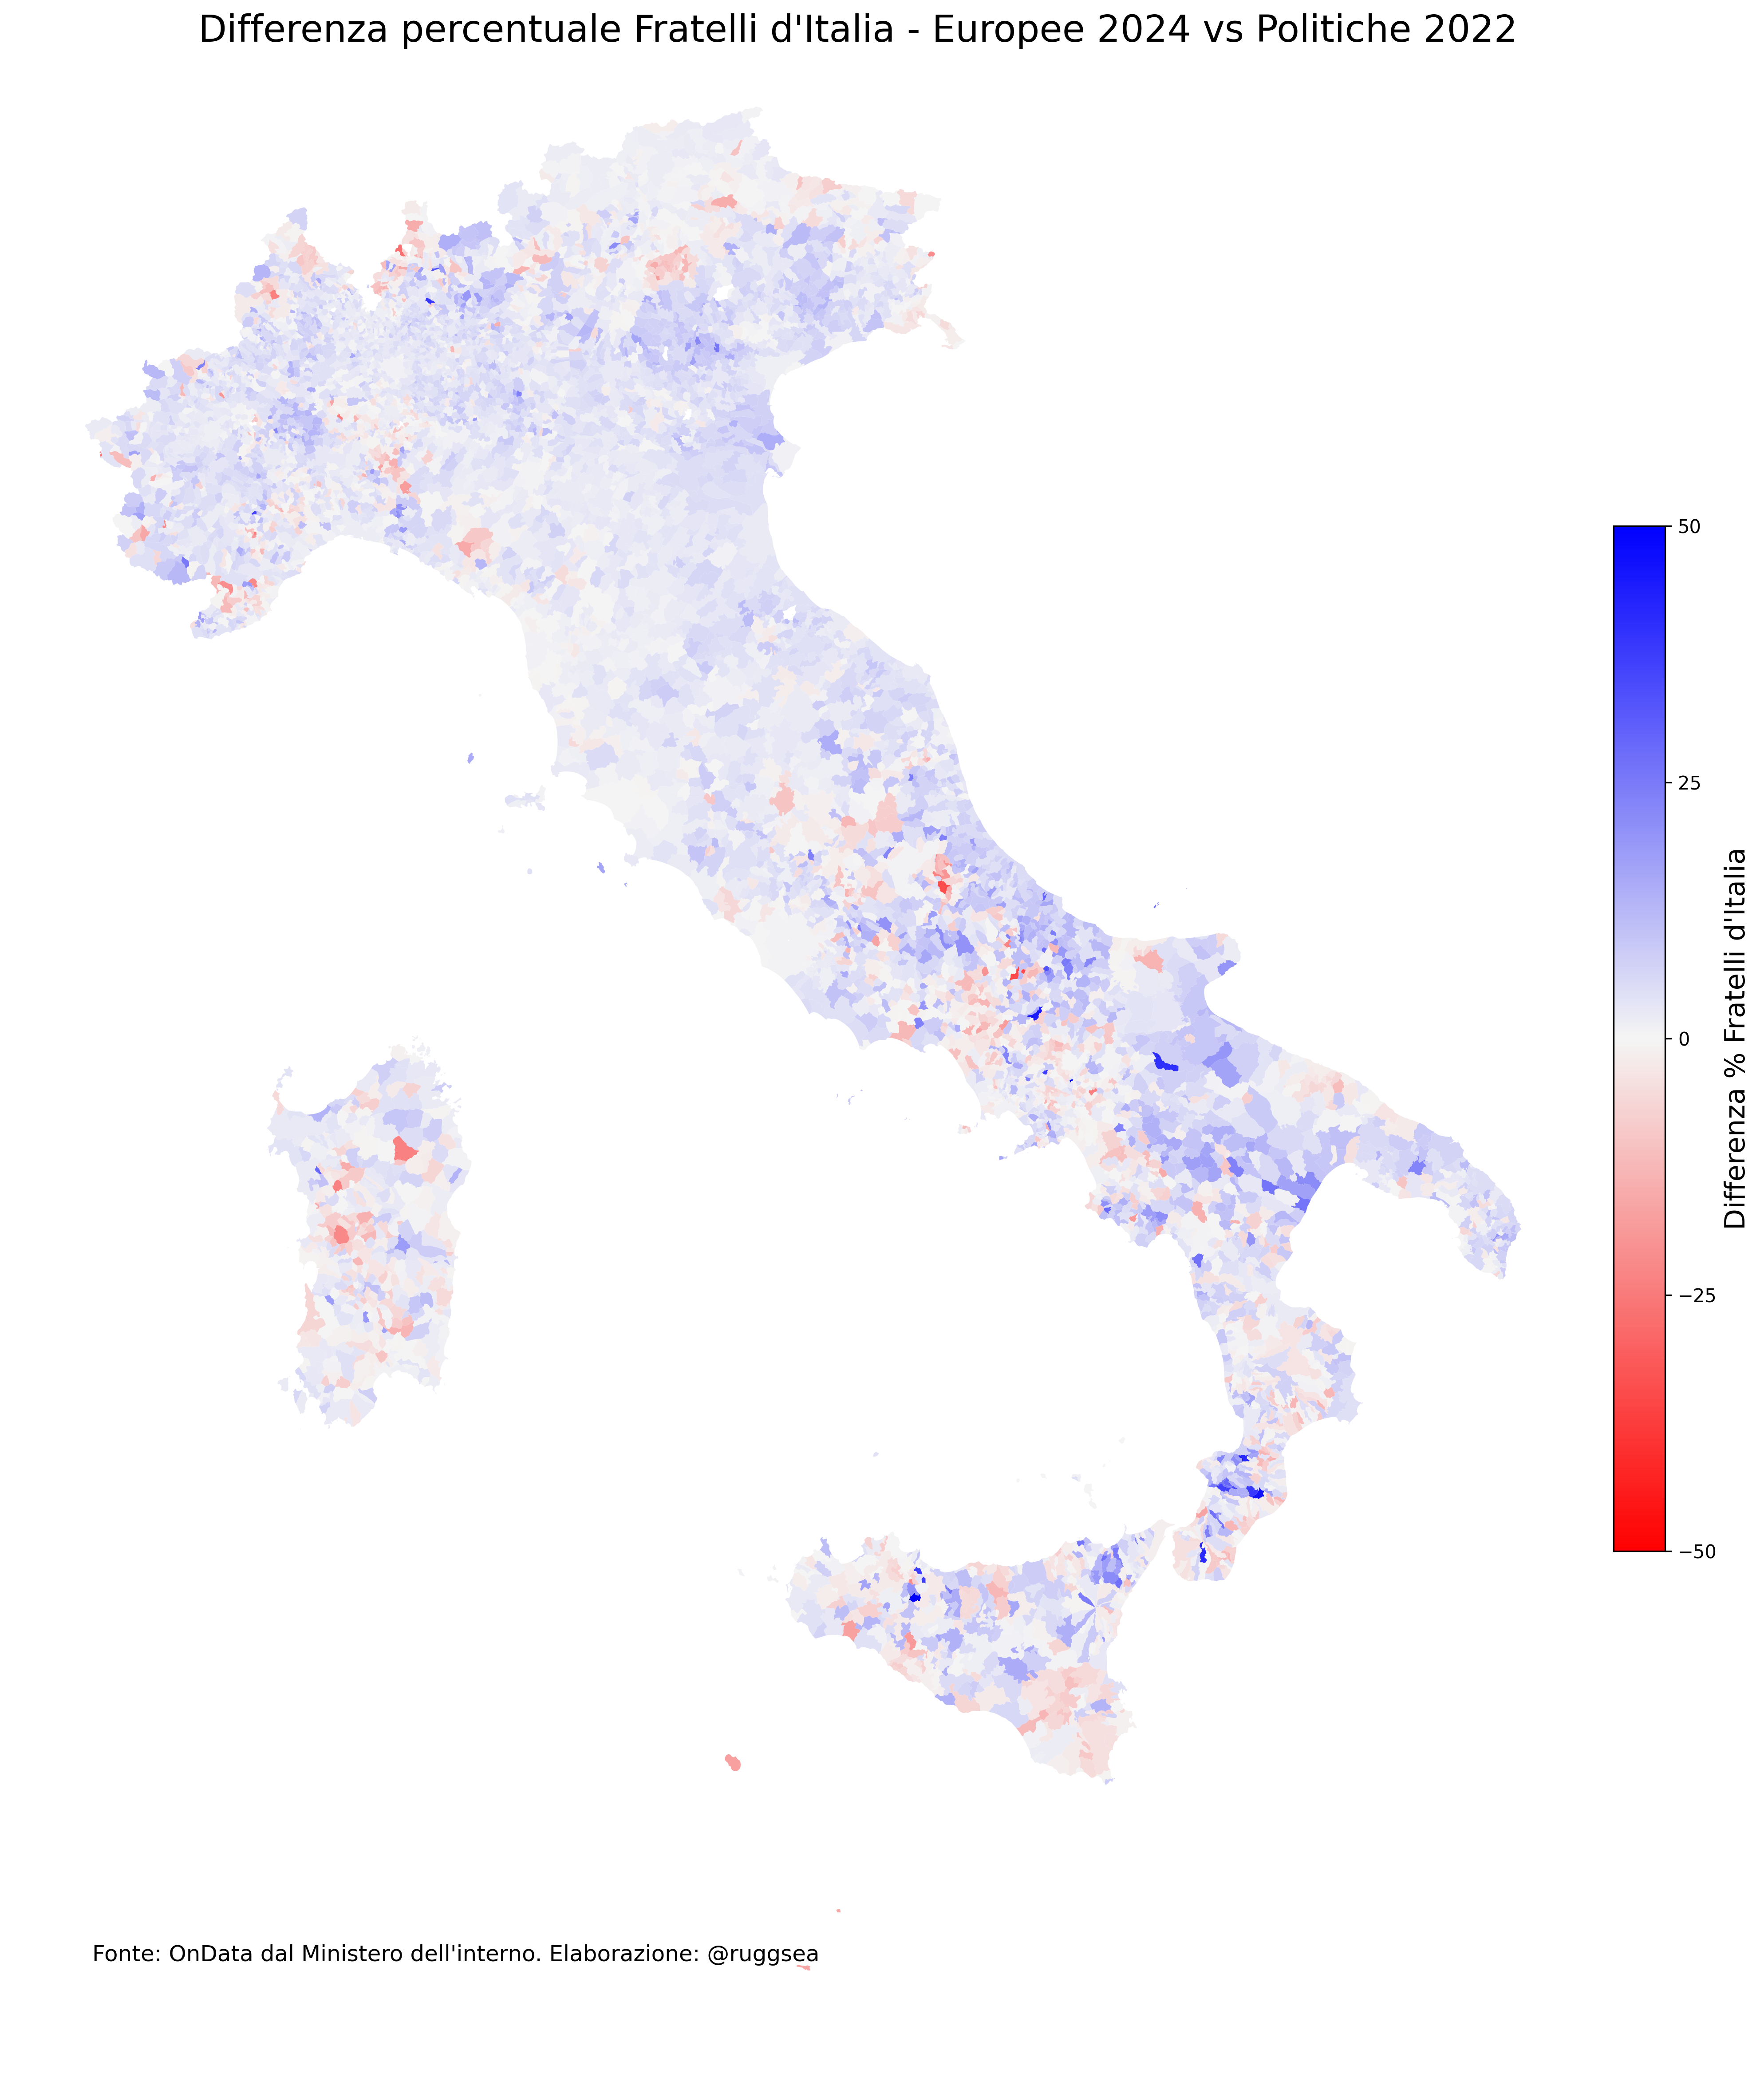 Differenza percentuale Fratelli d'Italia - Europee 2024 vs Politiche 2022
50
25
0
−25
−50
Differenza % Fratelli d'Italia
Fonte: OnData dal Ministero dell'interno. Elaborazione: @ruggsea